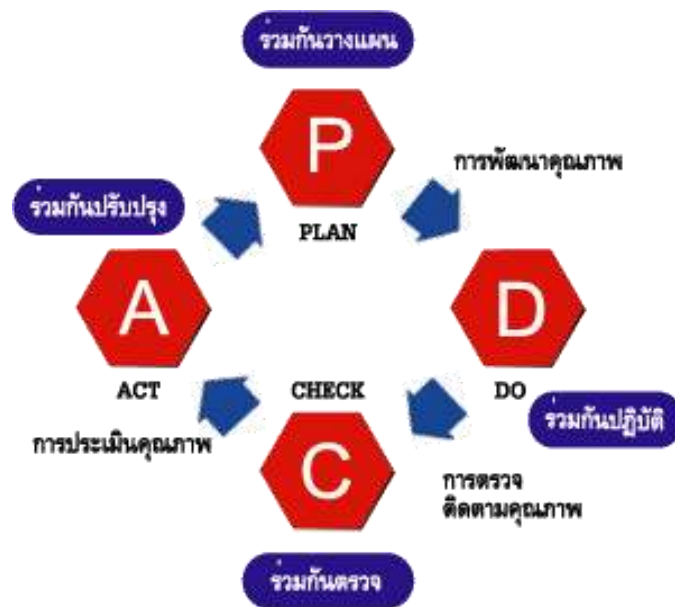 ร่วมกันวางแผน
P
PLAN
การพัฒนาคุณภาพ
ร่วมกันปรับปรุง
A
ACT
D
DO
CHECK
ร่วมกันปฏิบัติ
การประเมินคุณภาพ
C
การตรวจ
ติดตามคุณภาพ
ร่วมกันตรวจ